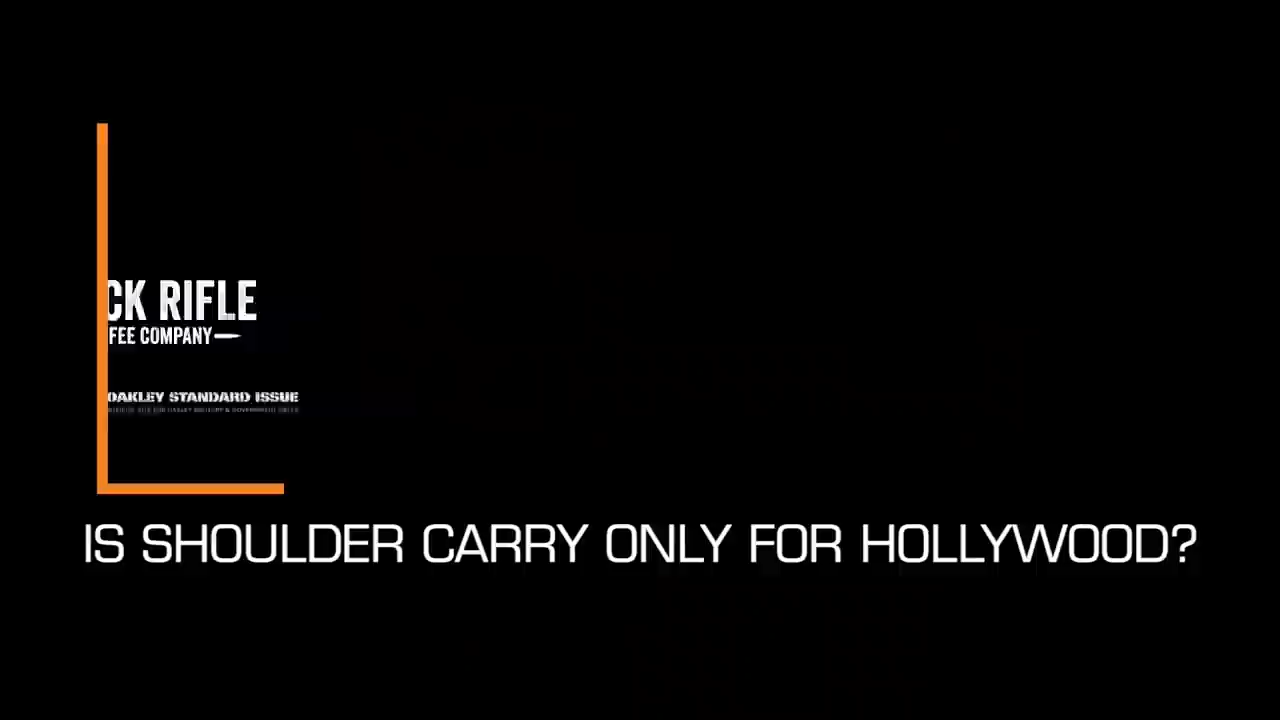 CK RIFLE
FEE COMPANY
OAKLEY STANDARD ISSUE
IS SHOULDER CARRY ONLY FOR HOLLYWOOD?